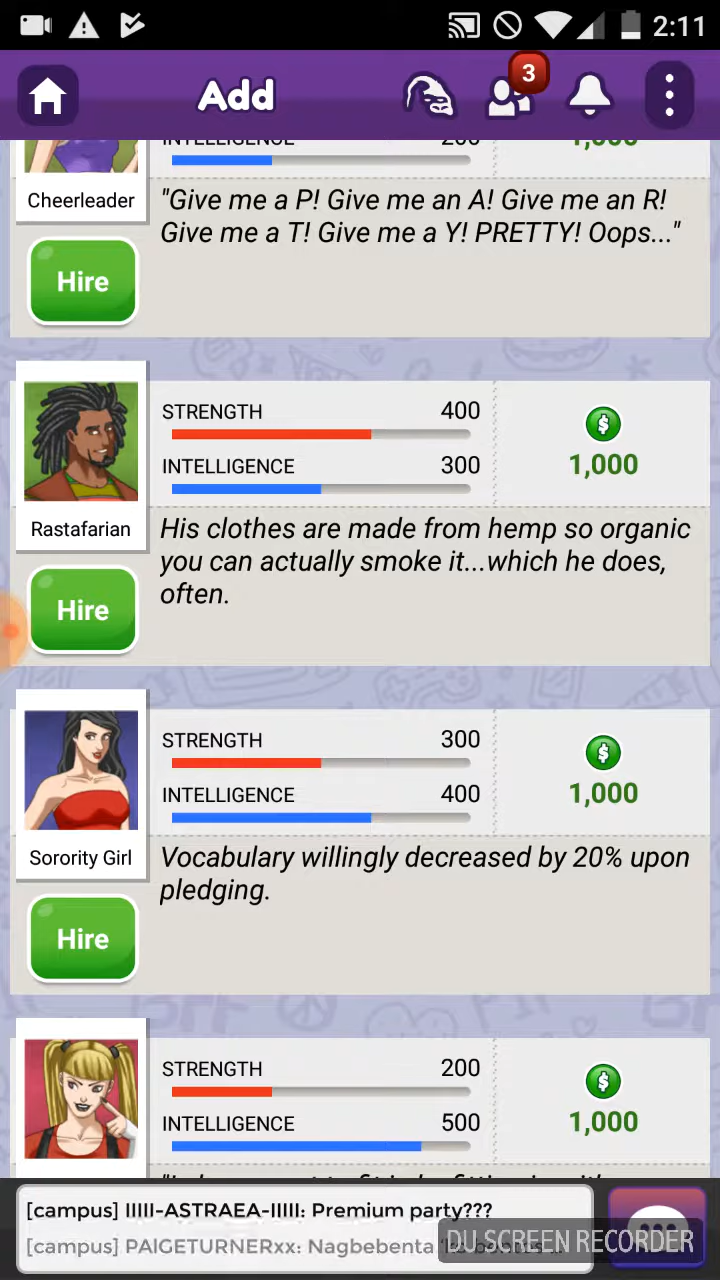 2:11
Add
3
INTELLIGENCE 200 1,000
Cheerleader
"Give me a P! Give me an A! Give me an R!
Give me a T! Give me a Y! PRETTY! Oops..."
Hire
STRENGTH 400
INTELLIGENCE 300
$ 1,000
Rastafarian
His clothes are made from hemp so organic
you can actually smoke it...which he does,
often.
Hire
STRENGTH 300
INTELLIGENCE 400
$ 1,000
Sorority Girl
Vocabulary willingly decreased by 20% upon
pledging.
Hire
STRENGTH 200
INTELLIGENCE 500
$ 1,000
[campus] IIIII-ASTRAEA-IIIII: Premium party???
[campus] PAIGETURNERxx: Nagbebenta
DU SCREEN RECORDER